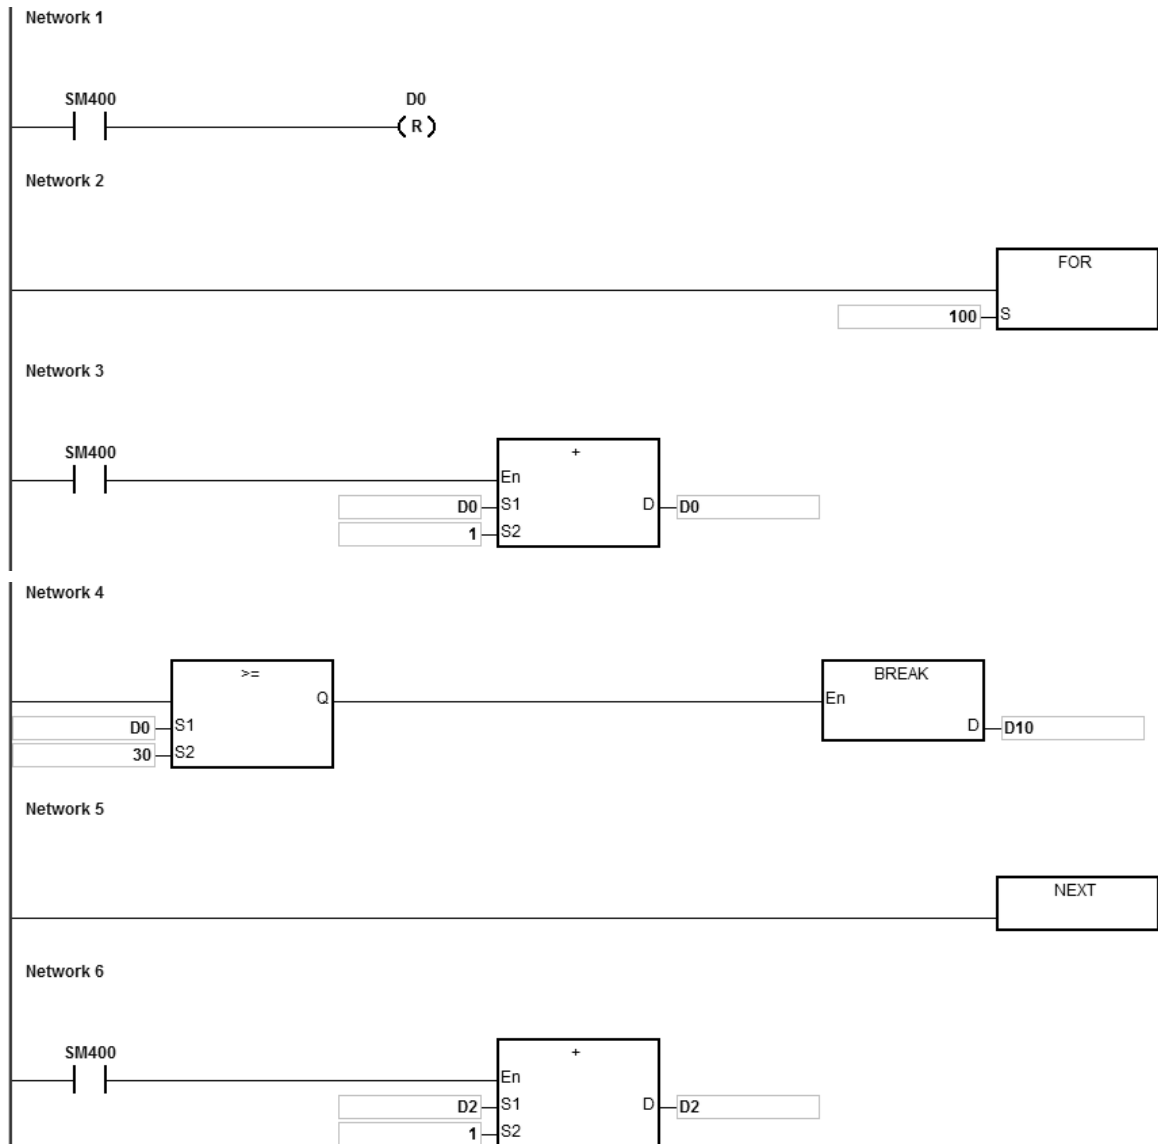 Network 1
SM400 D0
( R )
Network 2
FOR
100 S
Network 3
SM400 +
En
D0 S1 D D0
1 S2
Network 4
>= BREAK
Q En
D0 S1 D D10
30 S2
Network 5
NEXT
Network 6
SM400 +
En
D2 S1 D D2
1 S2